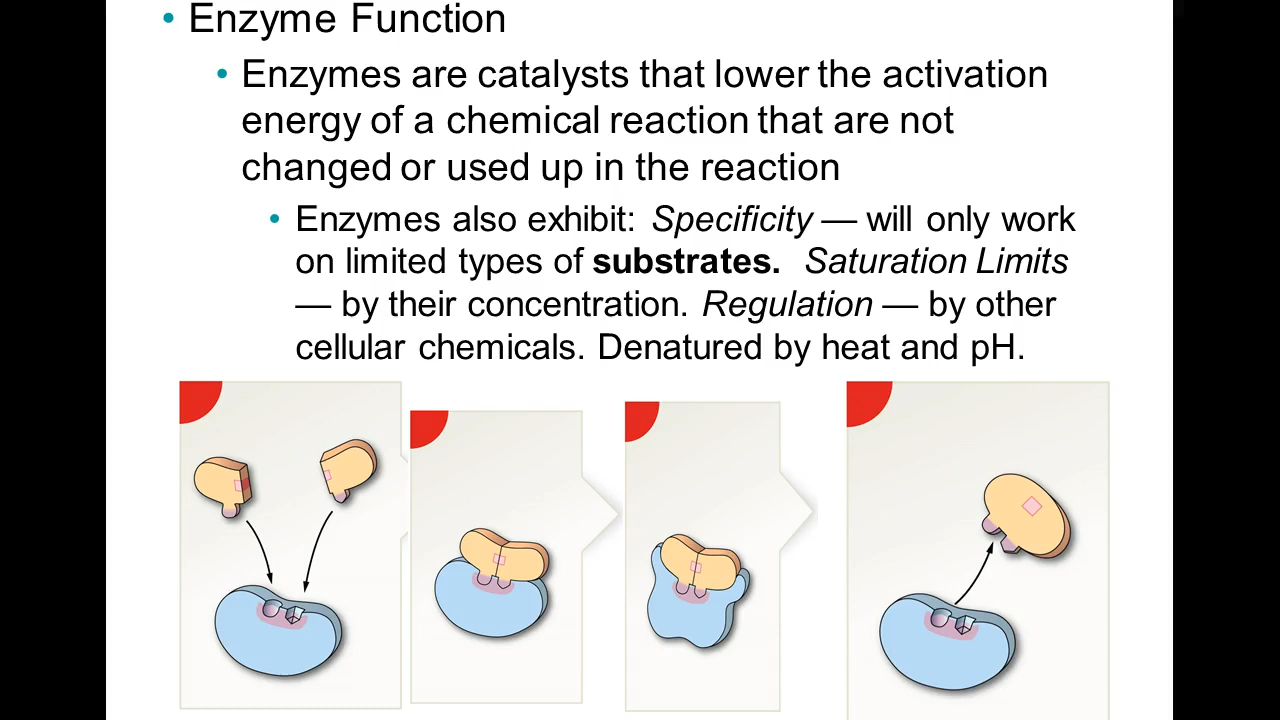 • Enzyme Function
• Enzymes are catalysts that lower the activation
energy of a chemical reaction that are not
changed or used up in the reaction
• Enzymes also exhibit: Specificity — will only work
on limited types of substrates. Saturation Limits
— by their concentration. Regulation — by other
cellular chemicals. Denatured by heat and pH.